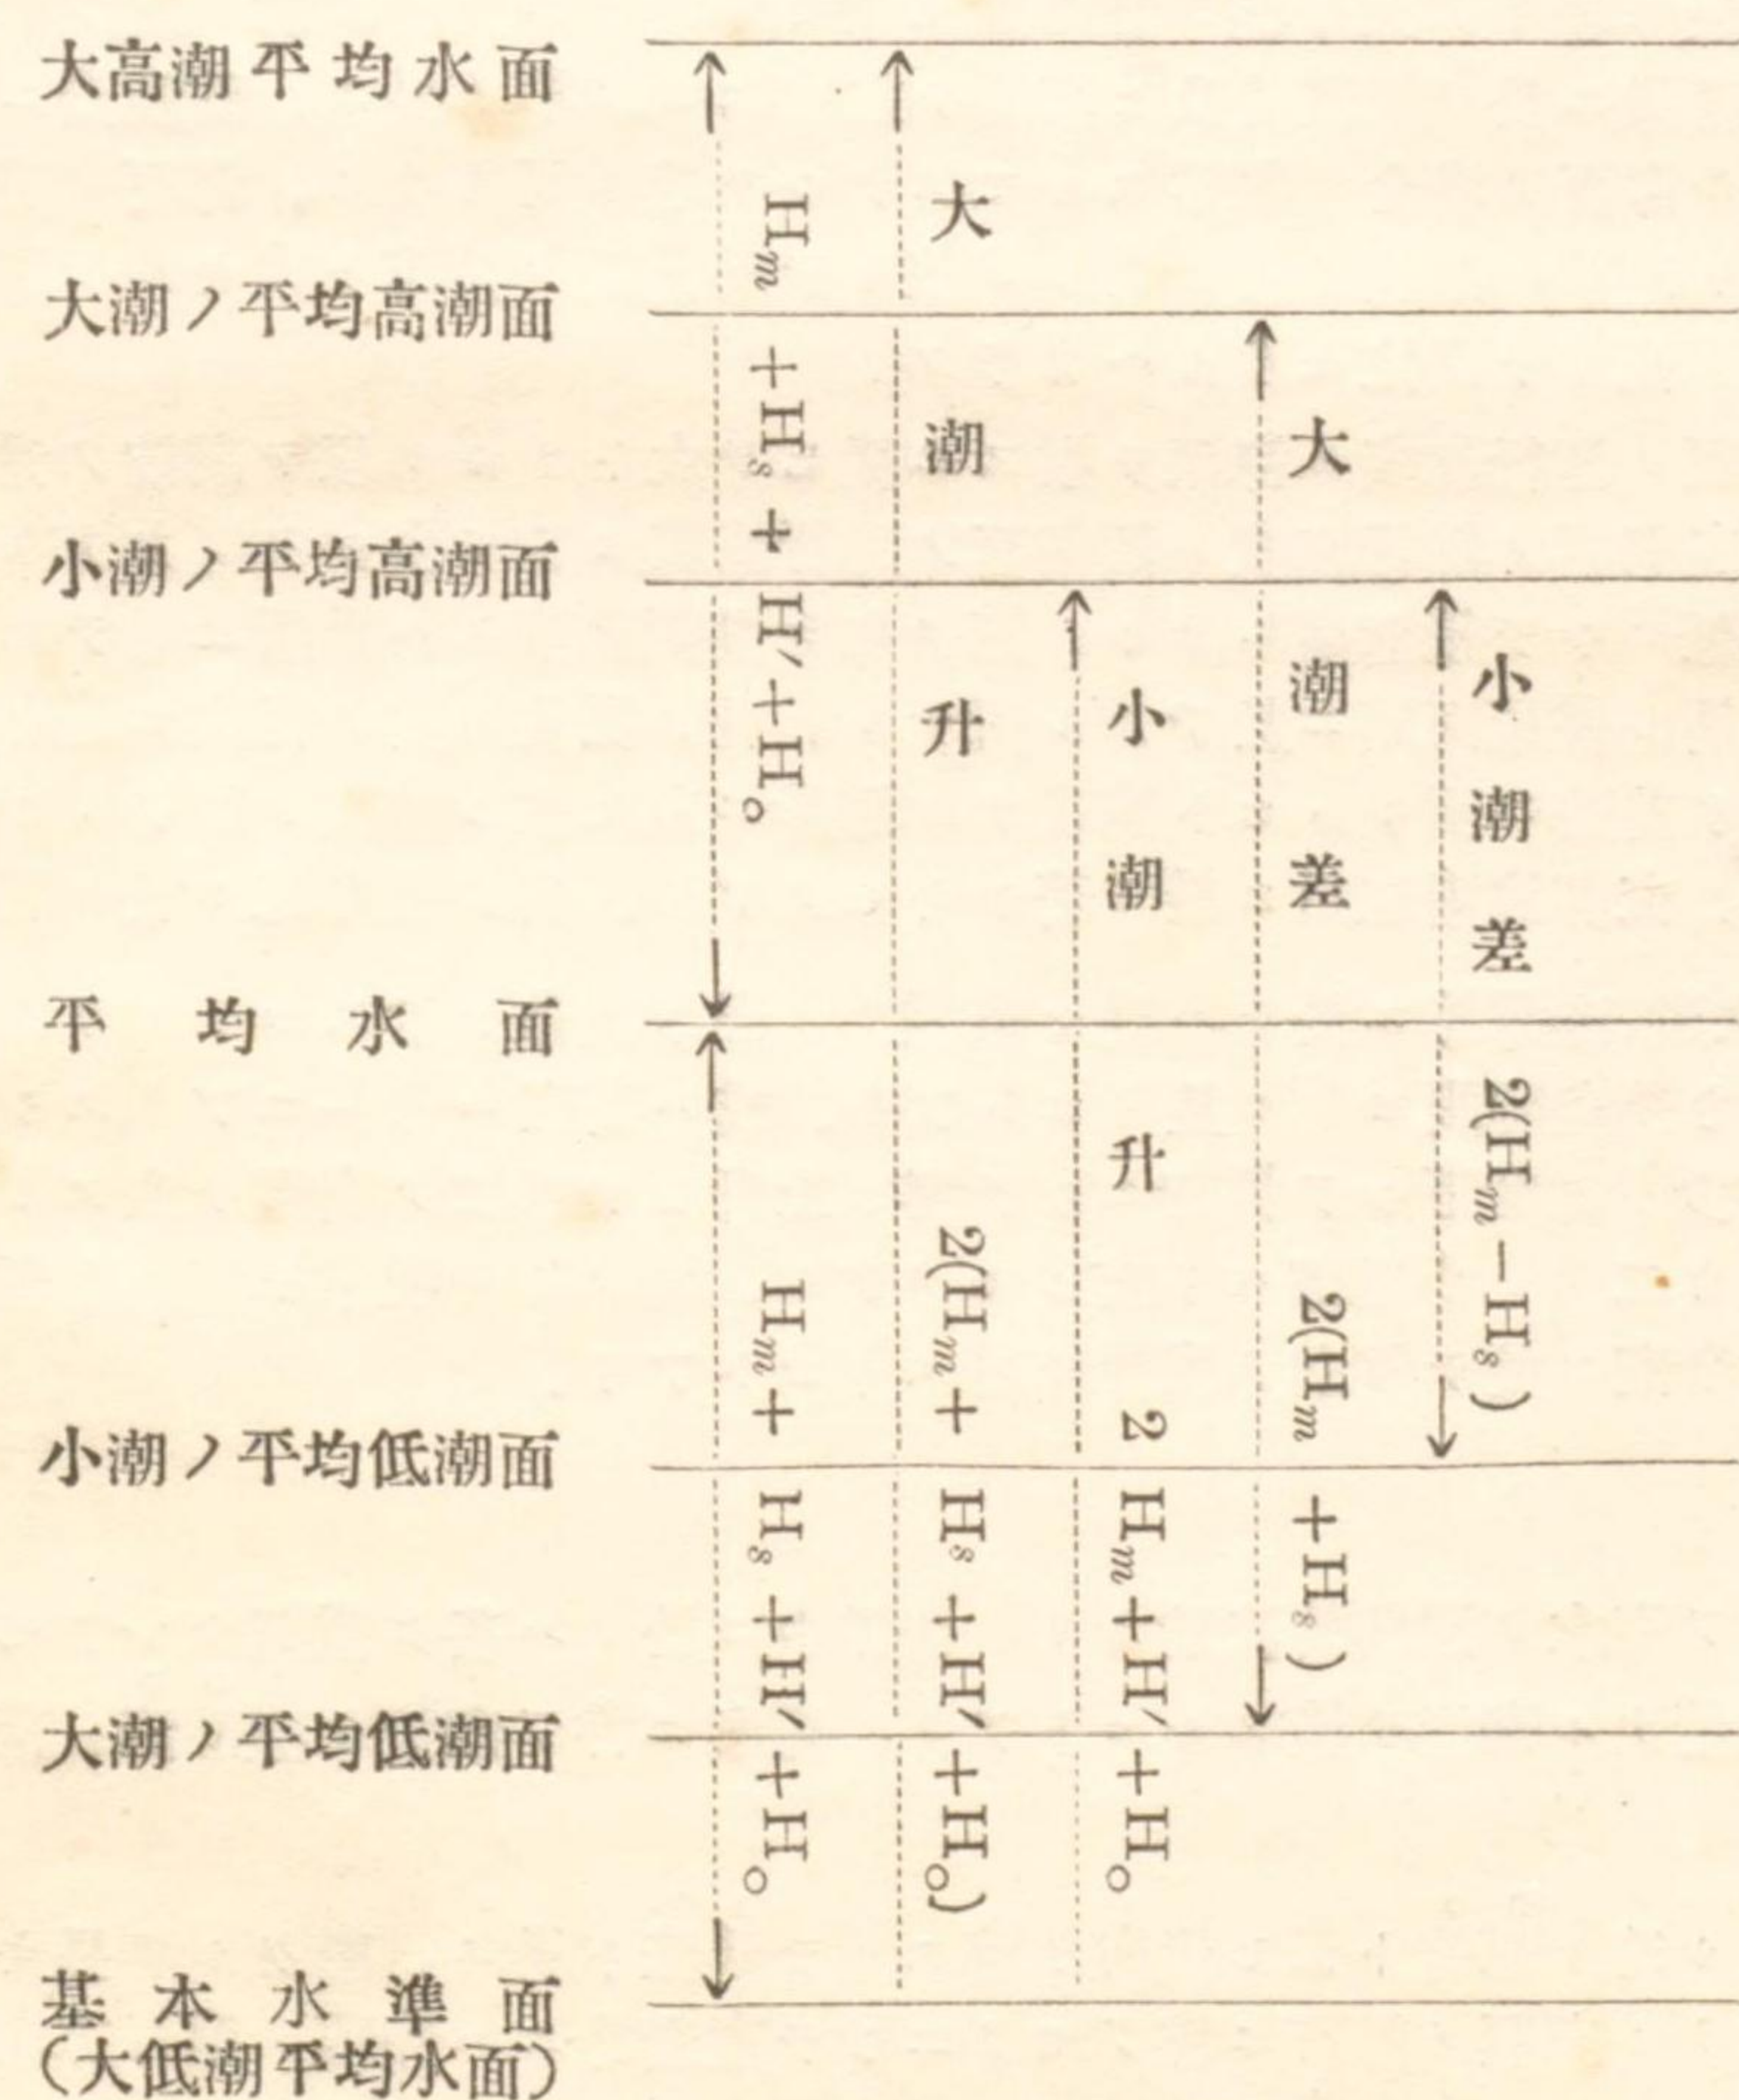 大高潮平均水面
大潮ノ平均高潮面
小潮ノ平均高潮面
平均水面
小潮ノ平均低潮面
大潮ノ平均低潮面
基本水準面
(大低潮平均水面)
Hm+Hs+H′+H₀
Hm+Hs+H′+H₀
大潮升 2(Hm+Hs+H′+H₀)
小潮升 2Hm+H′+H₀
大潮差 2(Hm+Hs)
小潮差 2(Hm−Hs)